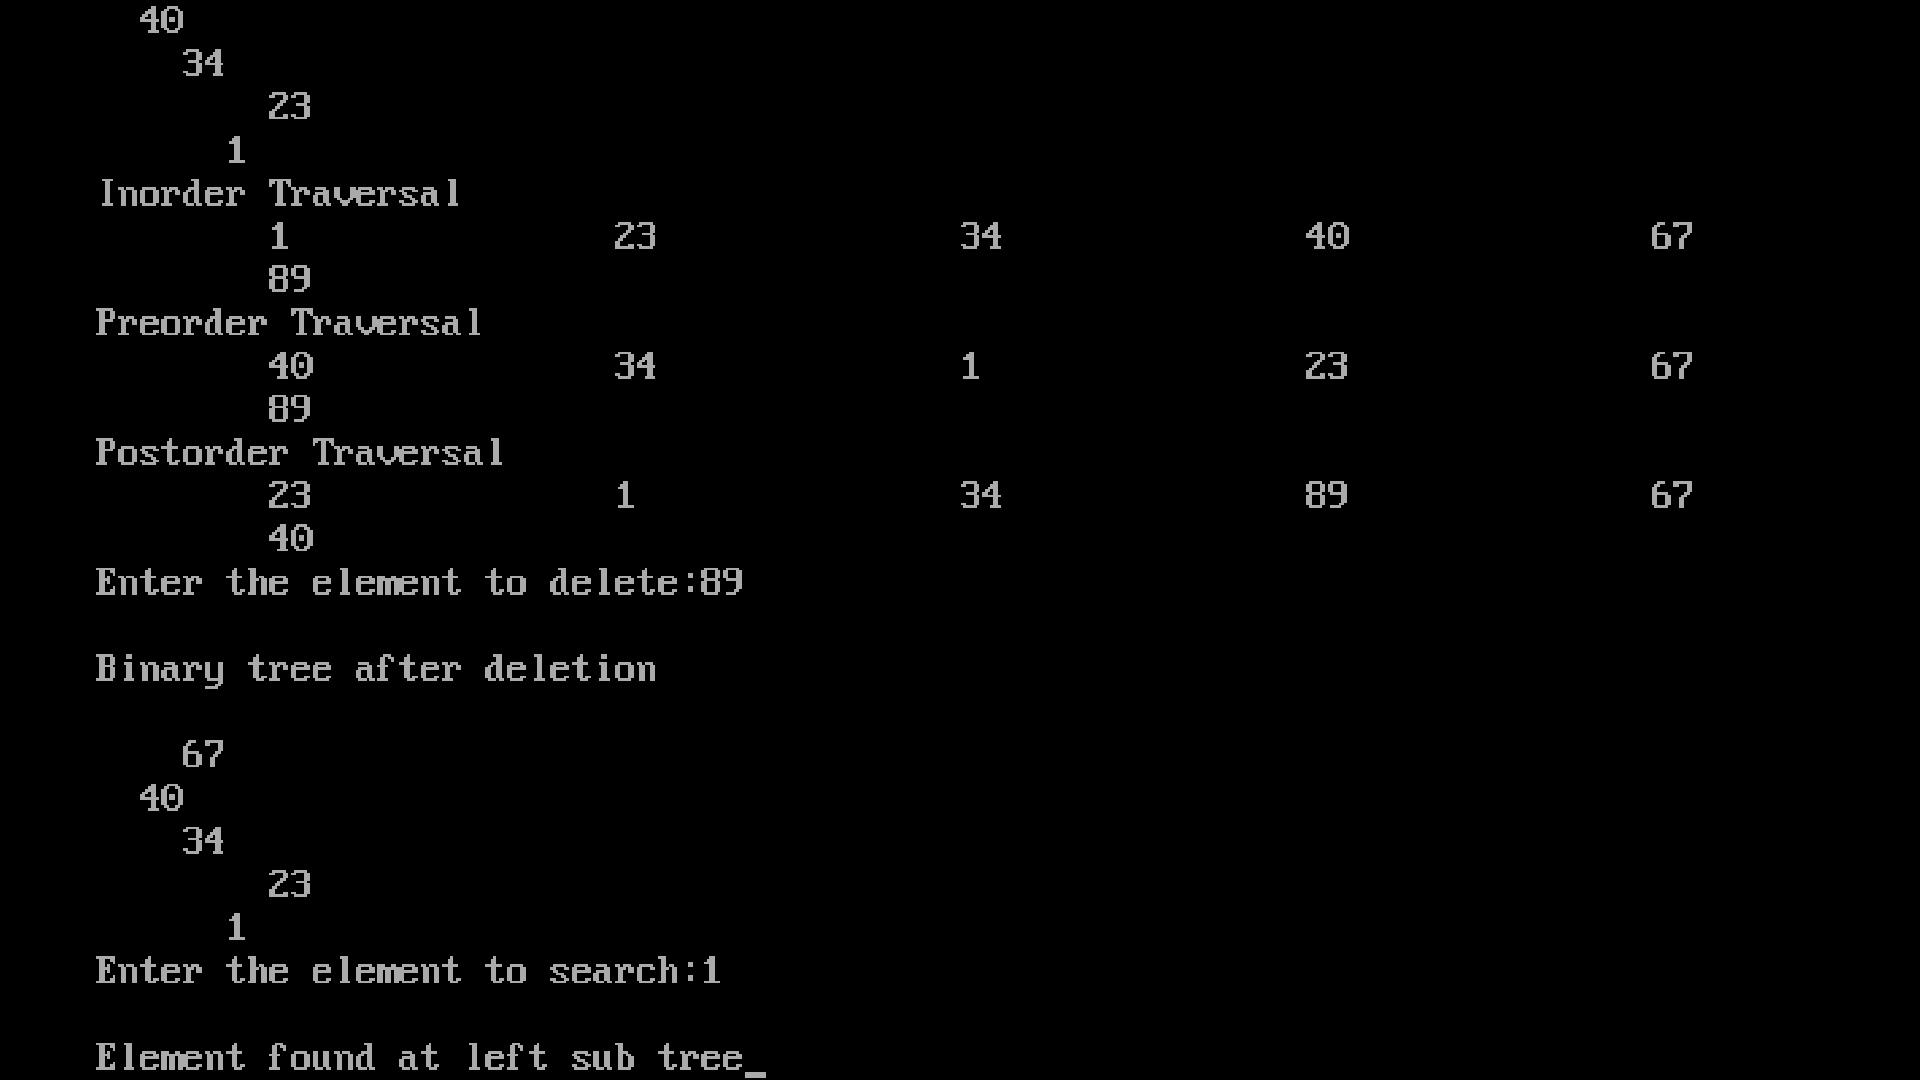 40
34
23
1
Inorder Traversal
1 23 34 40 67
89
Preorder Traversal
40 34 1 23 67
89
Postorder Traversal
23 1 34 89 67
40
Enter the element to delete:89
Binary tree after deletion
67
40
34
23
1
Enter the element to search:1
Element found at left sub tree_